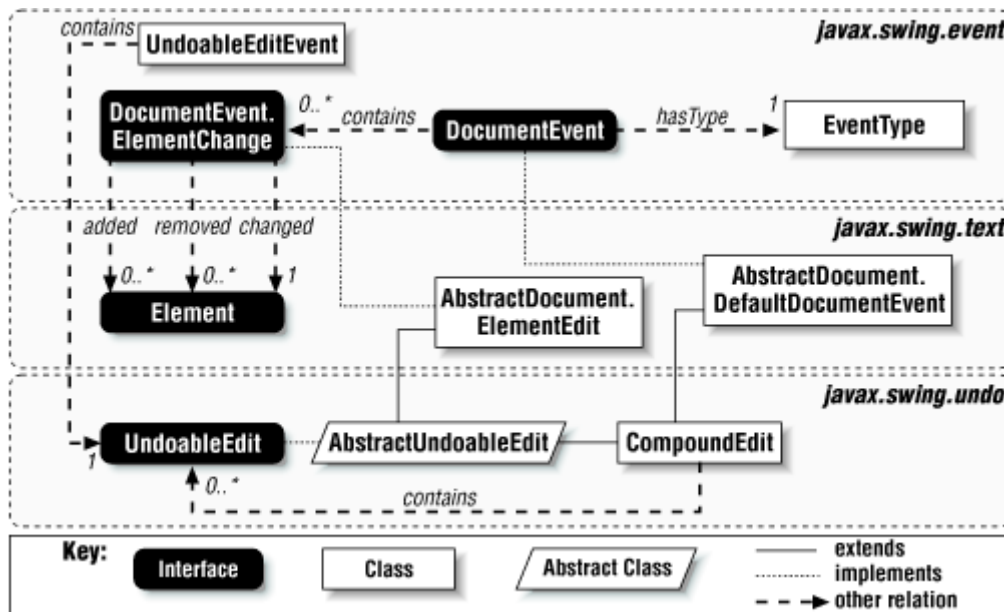 contains
UndoableEditEvent
javax.swing.event
DocumentEvent.
ElementChange
0..*
contains
DocumentEvent
hasType
1
EventType
added removed changed
0..* 0..* 1
Element
javax.swing.text
AbstractDocument.
ElementEdit
AbstractDocument.
DefaultDocumentEvent
javax.swing.undo
UndoableEdit
1
AbstractUndoableEdit
CompoundEdit
0..*
contains
Key:
Interface
Class
Abstract Class
extends
implements
other relation